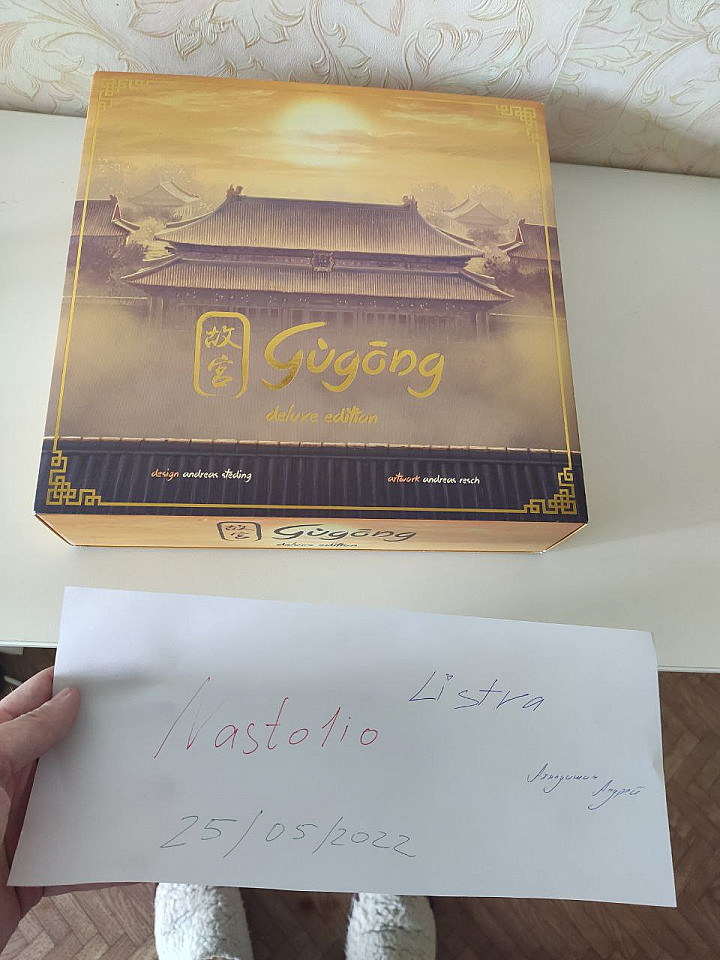 故宫
Gùgōng
deluxe edition
design andreas steding
artwork andreas resch
故宫 Gùgōng
deluxe edition
Listra
Nastolio
Андрей
25/05/2022